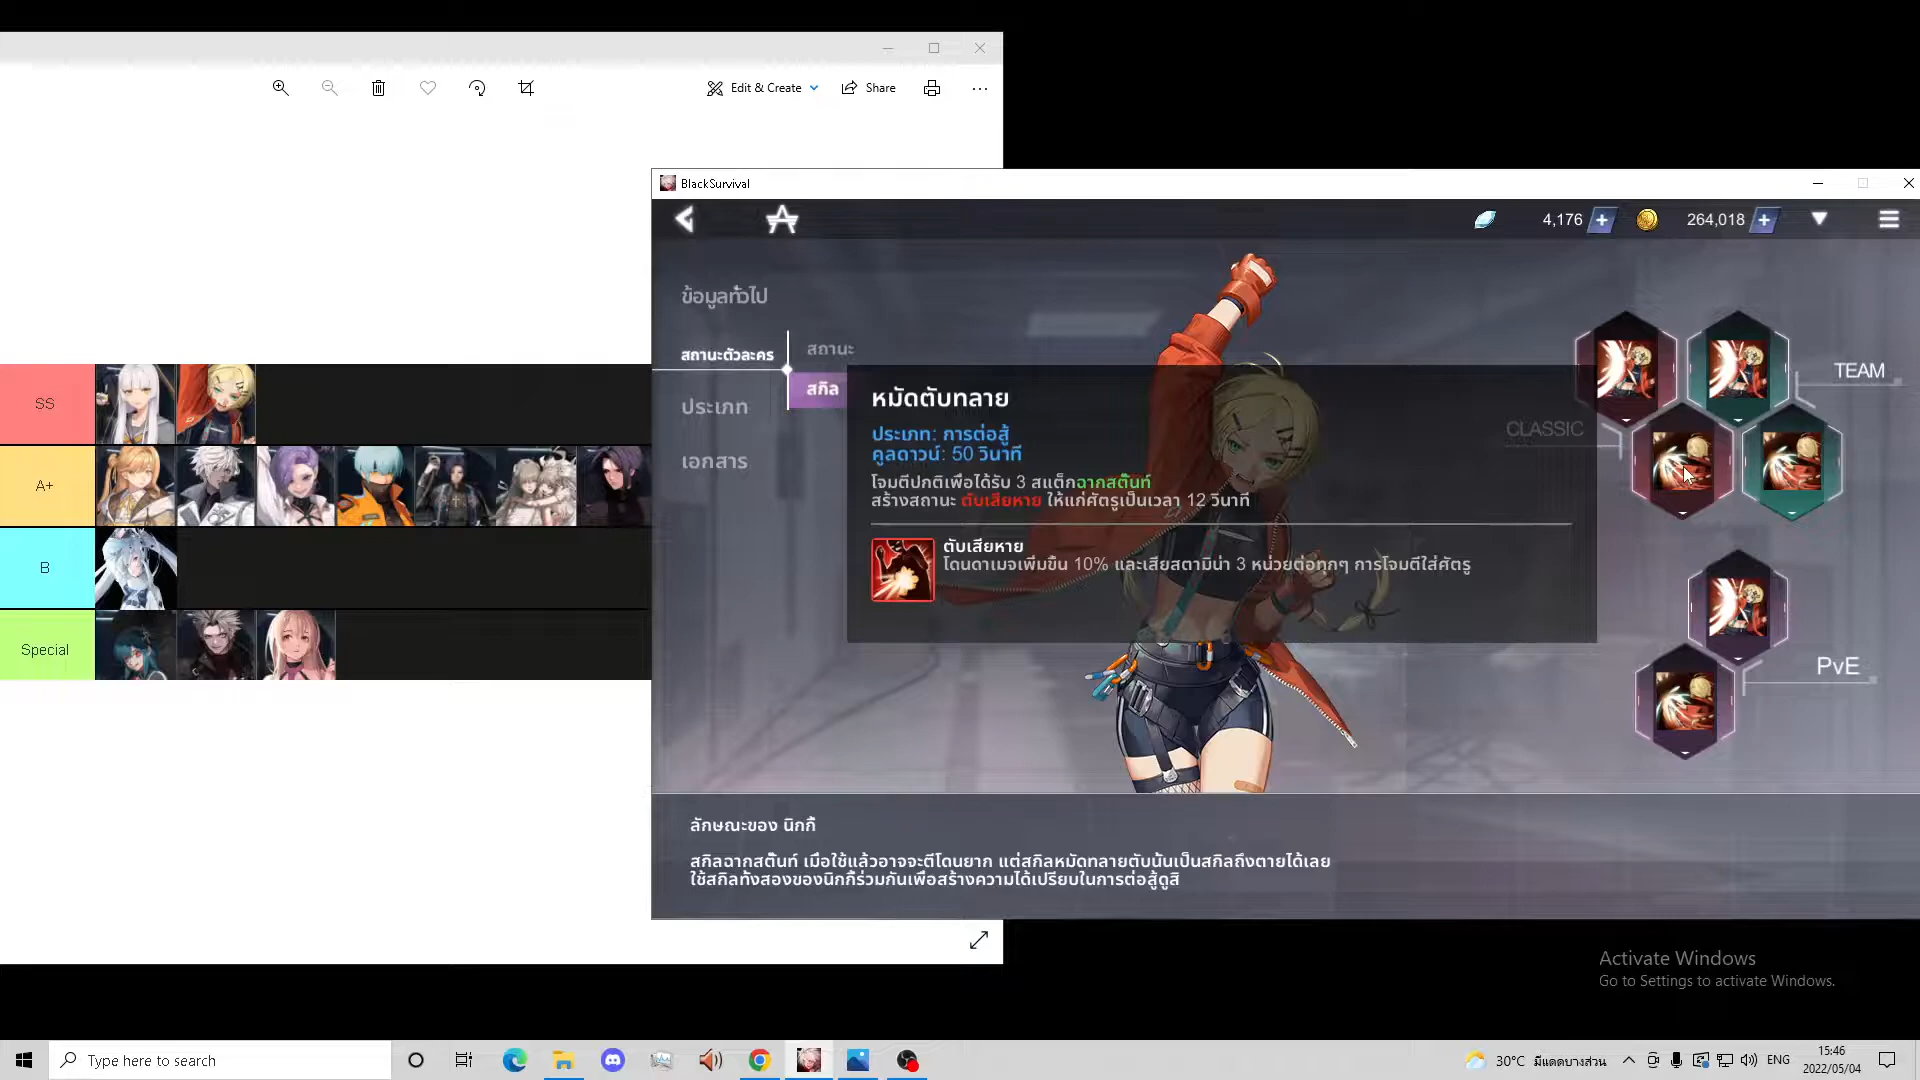 Edit & Create
Share
SS
A+
B
Special
BlackSurvival
4,176
264,018
ข้อมูลทั่วไป
สถานะตัวละคร
สถานะ
สกิล
ประเภท
เอกสาร
หมัดตับทลาย
ประเภท: การต่อสู้
คูลดาวน์: 50 วินาที
โจมตีปกติเพื่อได้รับ 3 สแต็กฉากสตั๊นท์
สร้างสถานะ ตับเสียหาย ให้แก่ศัตรูเป็นเวลา 12 วินาที
ตับเสียหาย
โดนดาเมจเพิ่มขึ้น 10% และเสียสตามิน่า 3 หน่วยต่อทุกๆ การโจมตีใส่ศัตรู
TEAM
CLASSIC
PvE
ลักษณะของ นิกกี้
สกิลฉากสตั๊นท์ เมื่อใช้แล้วอาจจะตีโดนยาก แต่สกิลหมัดทลายตับนั้นเป็นสกิลถึงตายได้เลย
ใช้สกิลทั้งสองของนิกกี้ร่วมกันเพื่อสร้างความได้เปรียบในการต่อสู้ดูสิ
Activate Windows
Go to Settings to activate Windows.
Type here to search
30°C มีแดดบางส่วน
ENG
15:46
2022/05/04